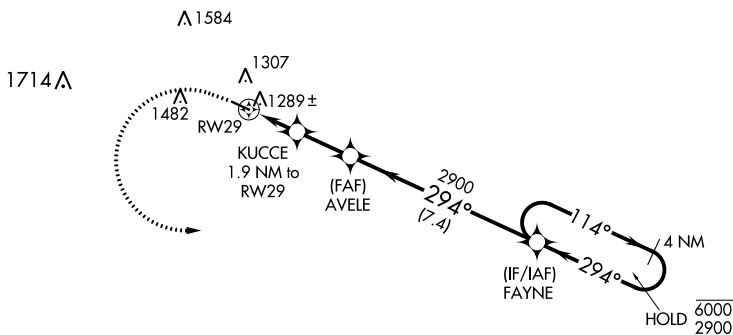 1584
1714
1307
1482
1289±
RW29
KUCCE
1.9 NM to
RW29
(FAF)
AVELE
2900
294°
(7.4)
114°
4 NM
294°
(IF/IAF)
FAYNE
HOLD
6000
2900